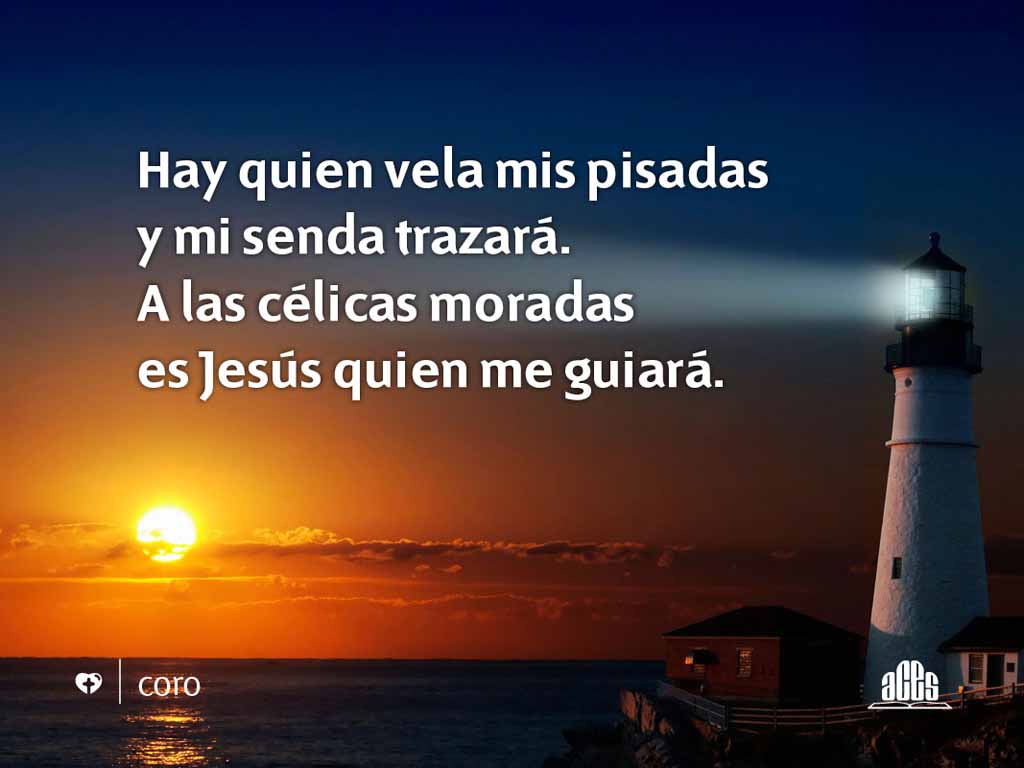 Hay quien vela mis pisadas
y mi senda trazará.
A las célicas moradas
es Jesús quien me guiará.
coro
aces